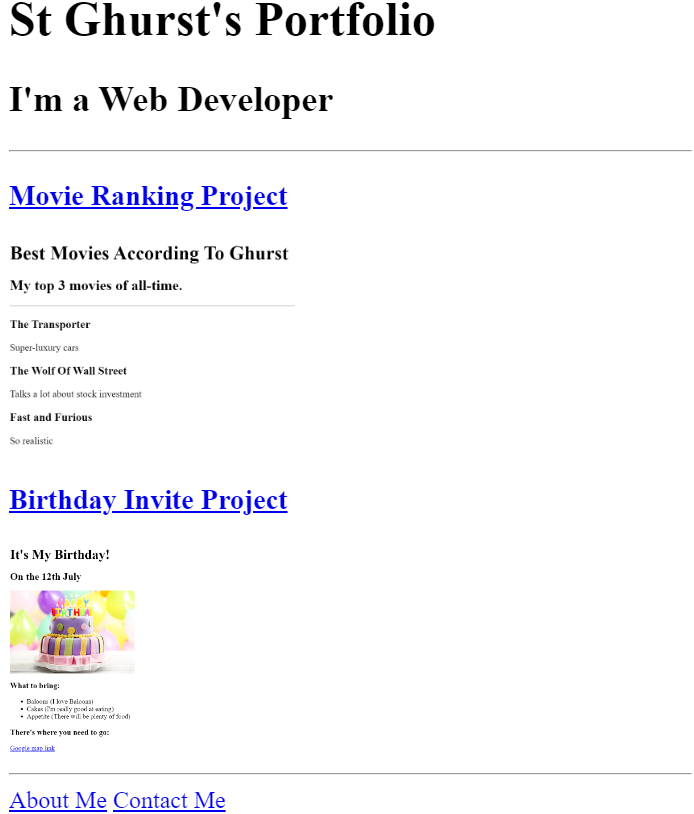 St Ghurst's Portfolio
I'm a Web Developer
Movie Ranking Project
Best Movies According To Ghurst
My top 3 movies of all-time.
The Transporter
Super-luxury cars
The Wolf Of Wall Street
Talks a lot about stock investment
Fast and Furious
So realistic
Birthday Invite Project
It's My Birthday!
On the 12th July
HAPPY
BIRTHDAY
What to bring:
Baloons (I love Baloons)
Cakes (I'm really good at eating)
Appetite (There will be plenty of food)
There's where you need to go:
Google map link
About Me Contact Me